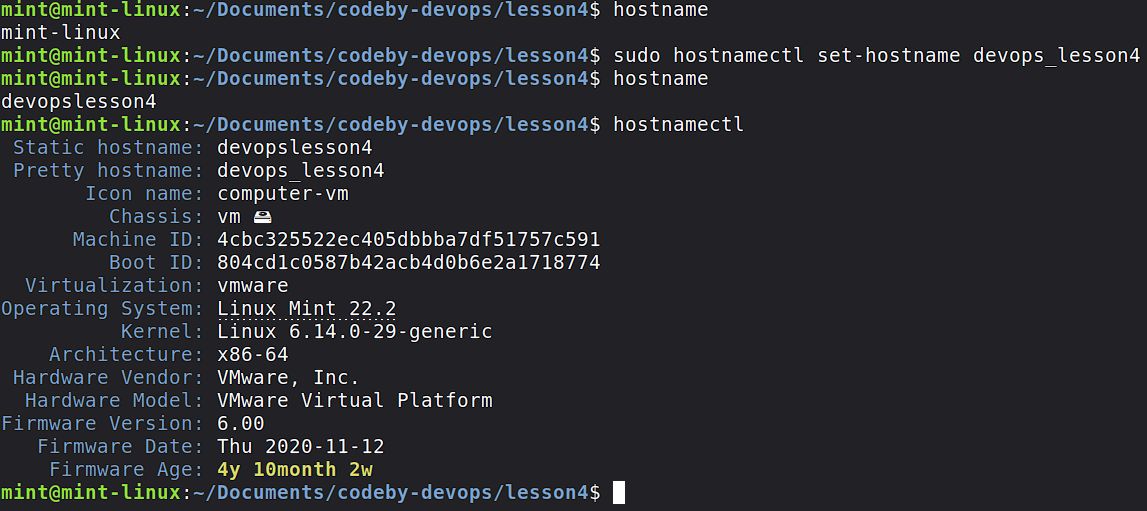 mint@mint-linux:~/Documents/codeby-devops/lesson4$ hostname
mint-linux
mint@mint-linux:~/Documents/codeby-devops/lesson4$ sudo hostnamectl set-hostname devops_lesson4
mint@mint-linux:~/Documents/codeby-devops/lesson4$ hostname
devopslesson4
mint@mint-linux:~/Documents/codeby-devops/lesson4$ hostnamectl
Static hostname: devopslesson4
Pretty hostname: devops_lesson4
Icon name: computer-vm
Chassis: vm 🖴
Machine ID: 4cbc325522ec405dbbba7df51757c591
Boot ID: 804cd1c0587b42acb4d0b6e2a1718774
Virtualization: vmware
Operating System: Linux Mint 22.2
Kernel: Linux 6.14.0-29-generic
Architecture: x86-64
Hardware Vendor: VMware, Inc.
Hardware Model: VMware Virtual Platform
Firmware Version: 6.00
Firmware Date: Thu 2020-11-12
Firmware Age: 4y 10month 2w
mint@mint-linux:~/Documents/codeby-devops/lesson4$